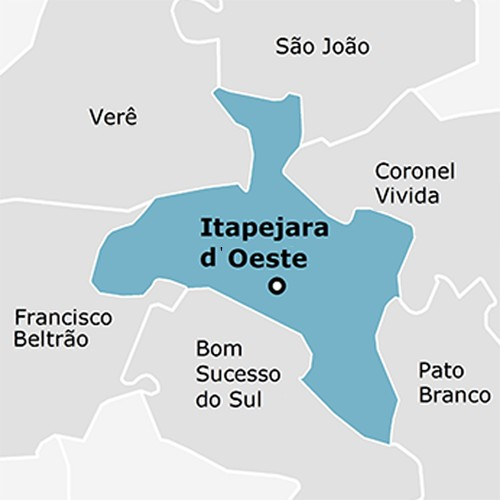 São João
Verê
Coronel
Vivida
Itapejara
d'Oeste
Francisco
Beltrão
Bom
Sucesso
do Sul
Pato
Branco